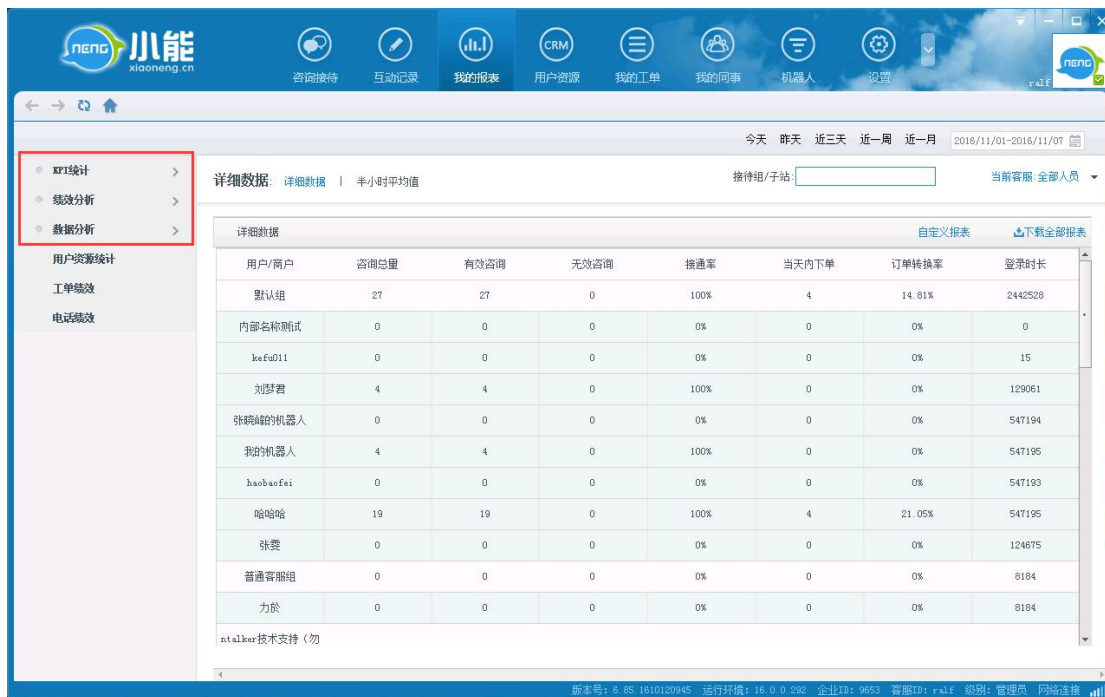 neng 小能
xiaoneng.cn
CRM
咨询接待 互动记录 我的报表 用户资源 我的工单 我的同事 机器人 设置 ralf neng
今天 昨天 近三天 近一周 近一月 2016/11/01-2016/11/07
KPI统计
绩效分析
数据分析
用户资源统计
工单绩效
电话绩效
详细数据: 详细数据 | 半小时平均值 接待组/子站: 当前客服:全部人员
详细数据 自定义报表 下载全部报表
用户/商户 咨询总量 有效咨询 无效咨询 接通率 当天内下单 订单转换率 登录时长
默认组 27 27 0 100% 4 14.81% 2442528
内部名称测试 0 0 0 0% 0 0% 0
kefu011 0 0 0 0% 0 0% 15
刘梦君 4 4 0 100% 0 0% 129061
张晓峰的机器人 0 0 0 0% 0 0% 547194
我的机器人 4 4 0 100% 0 0% 547195
haobaofei 0 0 0 0% 0 0% 547193
哈哈哈 19 19 0 100% 4 21.05% 547195
张雯 0 0 0 0% 0 0% 124675
普通客服组 0 0 0 0% 0 0% 8184
力於 0 0 0 0% 0 0% 8184
ntalker技术支持（勿
版本号: 6.85.1610120945 运行环境: 16.0.0.292 企业ID: 9653 客服ID: ralf 级别: 管理员 网络连接